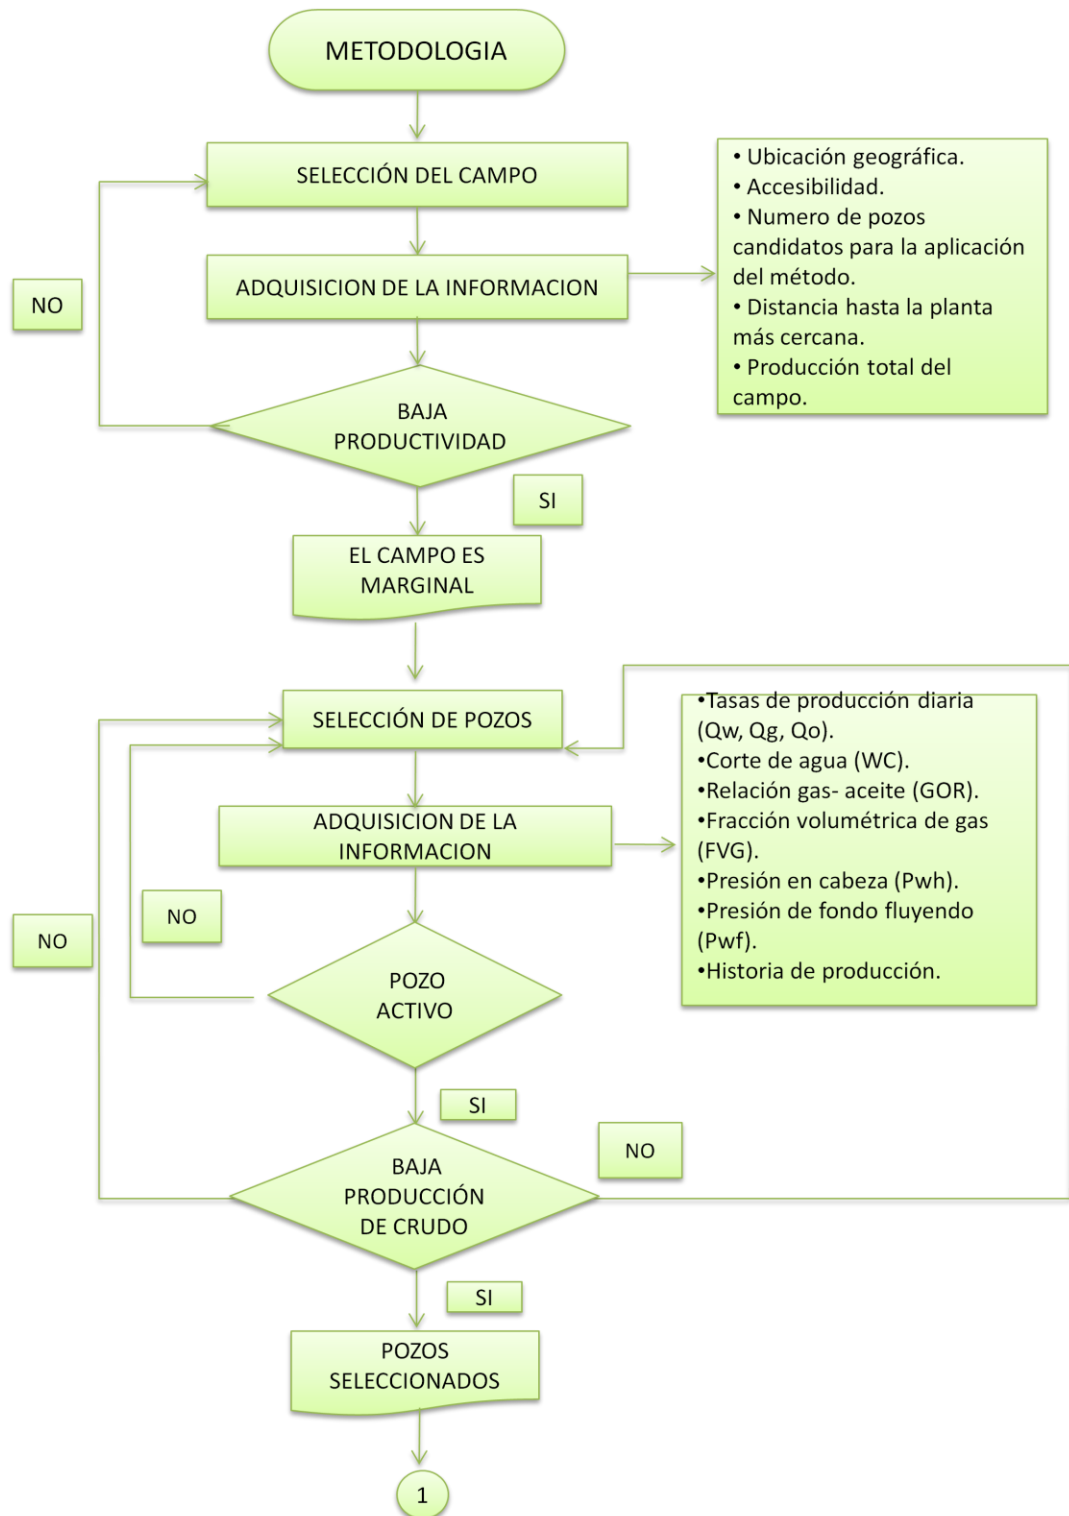 METODOLOGIA
SELECCIÓN DEL CAMPO
ADQUISICION DE LA INFORMACION
• Ubicación geográfica.
• Accesibilidad.
• Numero de pozos
candidatos para la aplicación
del método.
• Distancia hasta la planta
más cercana.
• Producción total del
campo.
NO
BAJA
PRODUCTIVIDAD
SI
EL CAMPO ES
MARGINAL
SELECCIÓN DE POZOS
ADQUISICION DE LA
INFORMACION
•Tasas de producción diaria
(Qw, Qg, Qo).
•Corte de agua (WC).
•Relación gas- aceite (GOR).
•Fracción volumétrica de gas
(FVG).
•Presión en cabeza (Pwh).
•Presión de fondo fluyendo
(Pwf).
•Historia de producción.
NO
NO
POZO
ACTIVO
SI
BAJA
PRODUCCIÓN
DE CRUDO
NO
SI
POZOS
SELECCIONADOS
1